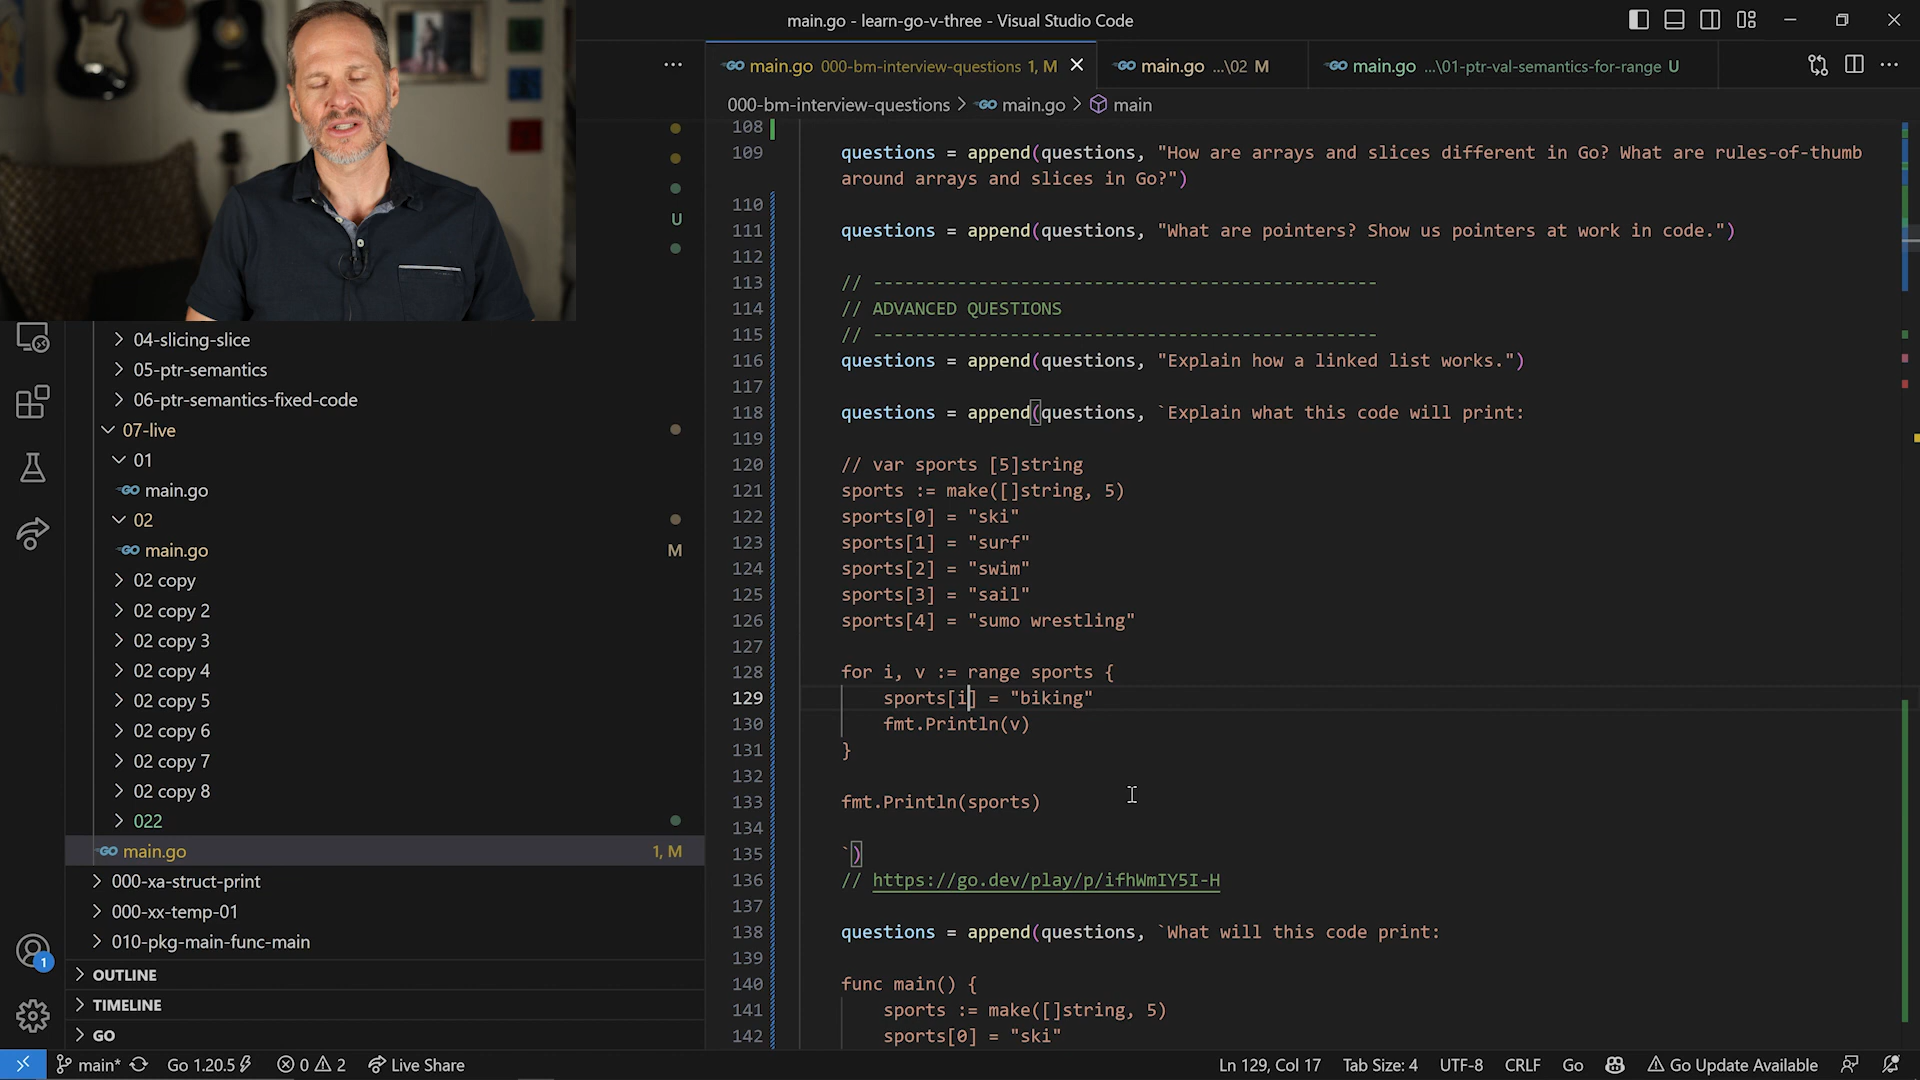 main.go - learn-go-v-three - Visual Studio Code
main.go 000-bm-interview-questions 1, M
main.go ...\02 M
main.go ...\01-ptr-val-semantics-for-range U
000-bm-interview-questions > main.go > main
U
04-slicing-slice
05-ptr-semantics
06-ptr-semantics-fixed-code
07-live
01
main.go
02
main.go M
02 copy
02 copy 2
02 copy 3
02 copy 4
02 copy 5
02 copy 6
02 copy 7
02 copy 8
022
main.go 1, M
000-xa-struct-print
000-xx-temp-01
010-pkg-main-func-main
OUTLINE
TIMELINE
GO
1
108
109 questions = append(questions, "How are arrays and slices different in Go? What are rules-of-thumb
around arrays and slices in Go?")
110
111 questions = append(questions, "What are pointers? Show us pointers at work in code.")
112
113 // ------------------------------------------------
114 // ADVANCED QUESTIONS
115 // ------------------------------------------------
116 questions = append(questions, "Explain how a linked list works.")
117
118 questions = append(questions, `Explain what this code will print:
119
120 // var sports [5]string
121 sports := make([]string, 5)
122 sports[0] = "ski"
123 sports[1] = "surf"
124 sports[2] = "swim"
125 sports[3] = "sail"
126 sports[4] = "sumo wrestling"
127
128 for i, v := range sports {
129 sports[i] = "biking"
130 fmt.Println(v)
131 }
132
133 fmt.Println(sports)
134
135 `)
136 // https://go.dev/play/p/ifhWmIY5I-H
137
138 questions = append(questions, `What will this code print:
139
140 func main() {
141 sports := make([]string, 5)
142 sports[0] = "ski"
main* Go 1.20.5 0 2 Live Share Ln 129, Col 17 Tab Size: 4 UTF-8 CRLF Go Go Update Available